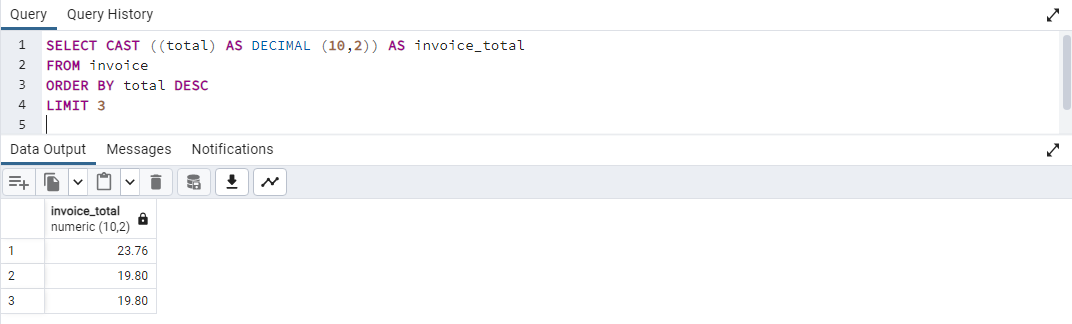 Query Query History
1 SELECT CAST ((total) AS DECIMAL (10,2)) AS invoice_total
2 FROM invoice
3 ORDER BY total DESC
4 LIMIT 3
5
Data Output Messages Notifications
invoice_total
numeric (10,2)
1 23.76
2 19.80
3 19.80